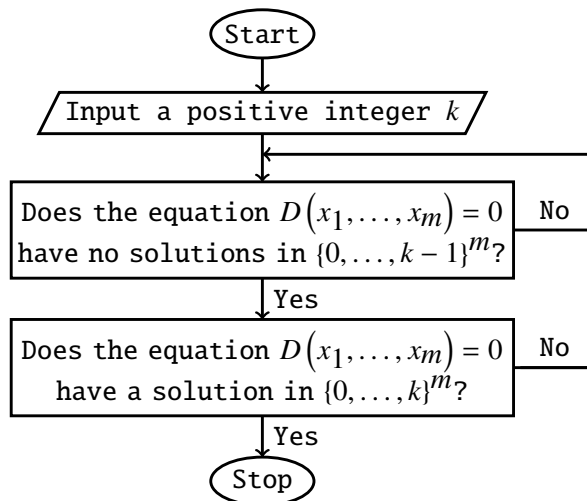 Start
Input a positive integer k
Does the equation D(x₁,…,xₘ) = 0
No
have no solutions in {0,…,k − 1}ᵐ?
Yes
Does the equation D(x₁,…,xₘ) = 0
No
have a solution in {0,…,k}ᵐ?
Yes
Stop